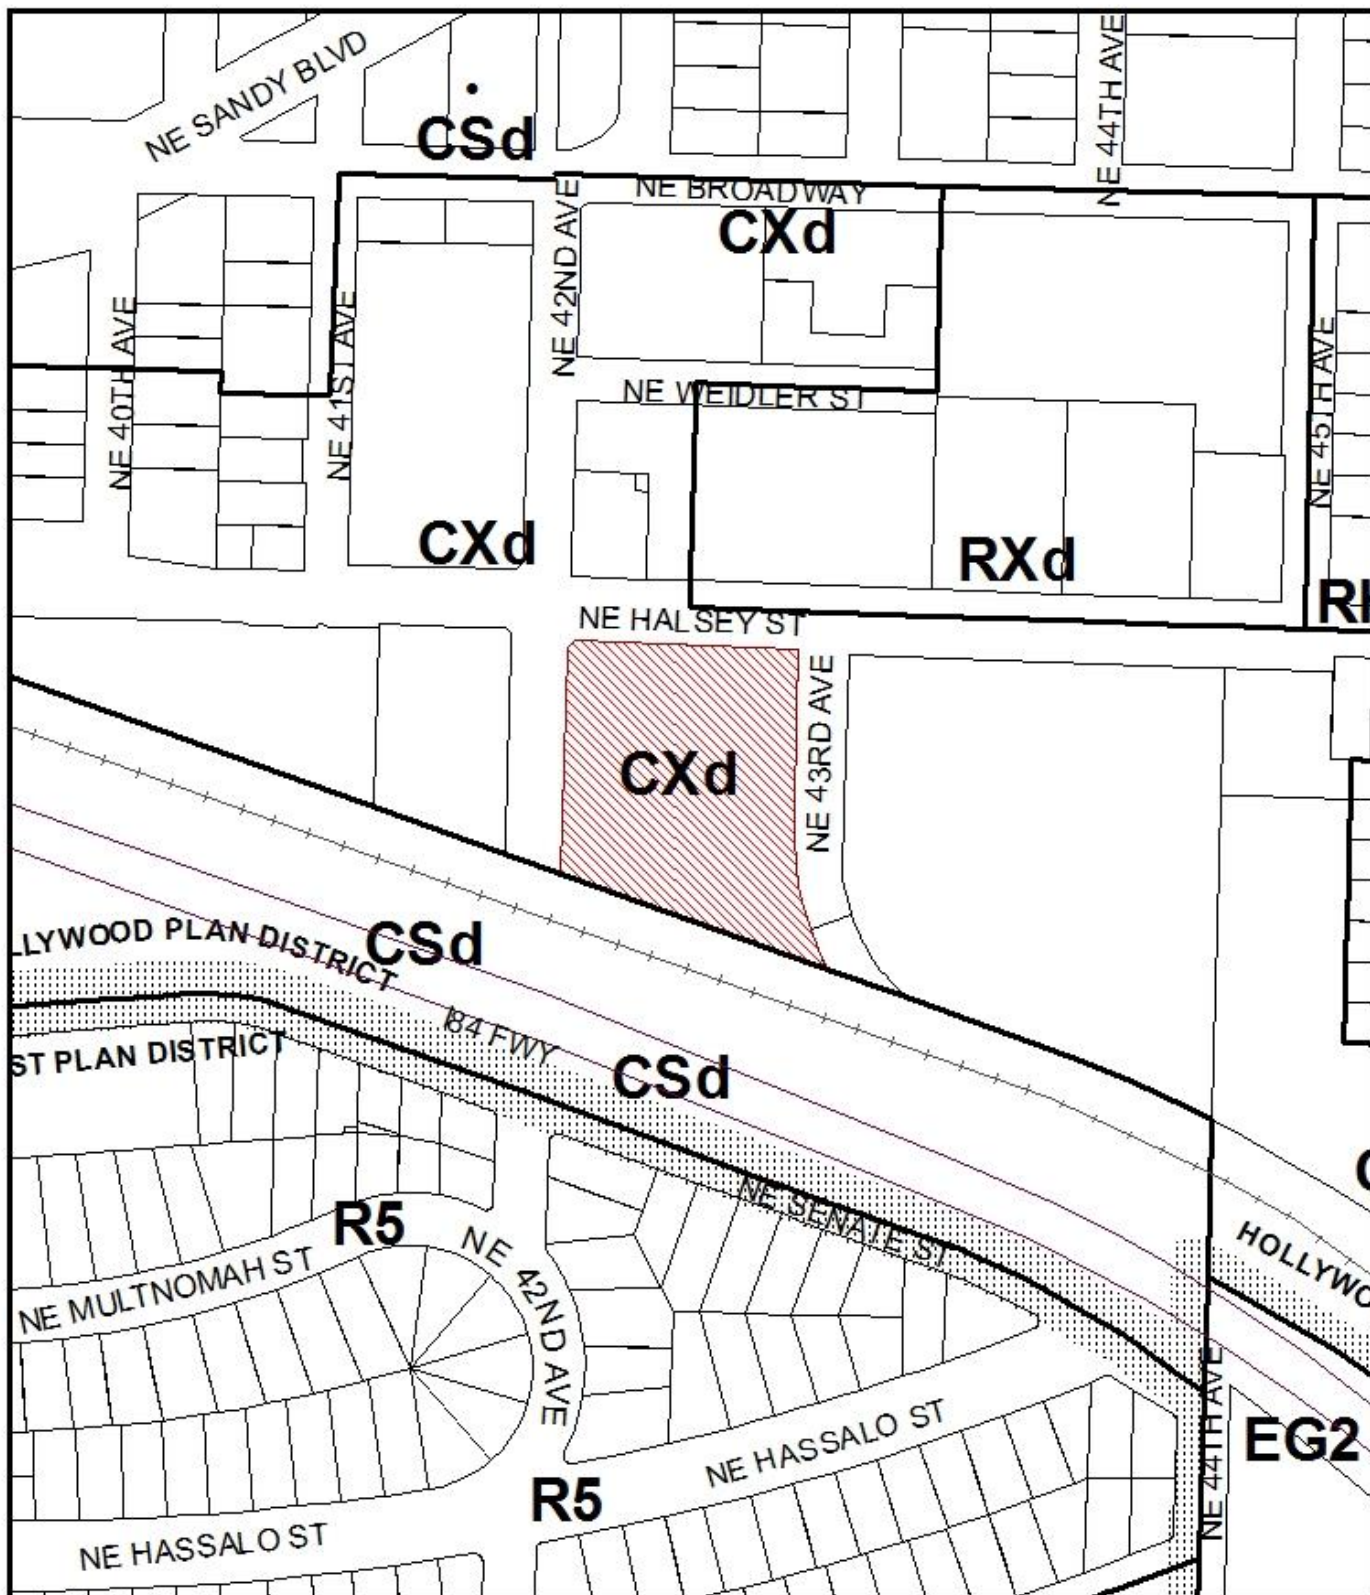 NE SANDY BLVD
NE 44TH AVE
CSd
NE BROADWAY
CXd
NE 42ND AVE
NE 40TH AVE
NE 41ST AVE
NE 45TH AVE
NE WEIDLER ST
CXd
RXd
NE HALSEY ST
CXd
NE 43RD AVE
LLYWOOD PLAN DISTRICT
CSd
I84 FWY
ST PLAN DISTRICT
CSd
NE SENATE ST
R5
NE 42ND AVE
NE MULTNOMAH ST
HOLLYWO
NE HASSALO ST
NE 44TH AVE
EG2
R5
NE HASSALO ST